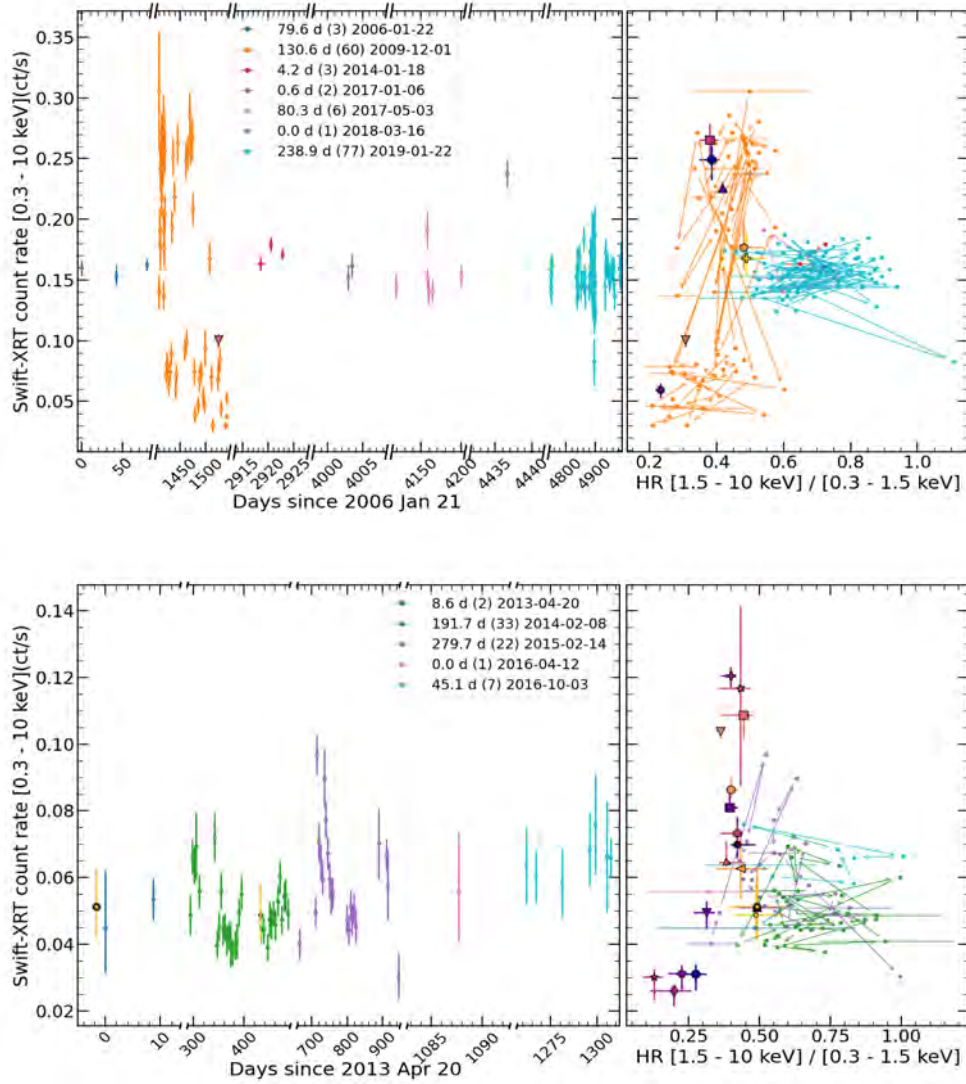 79.6 d (3) 2006-01-22
130.6 d (60) 2009-12-01
4.2 d (3) 2014-01-18
0.6 d (2) 2017-01-06
80.3 d (6) 2017-05-03
0.0 d (1) 2018-03-16
238.9 d (77) 2019-01-22
Swift-XRT count rate [0.3 - 10 keV](ct/s)
0.35
0.30
0.25
0.20
0.15
0.10
0.05
0 50 1450 1500 2915 2920 2925 4000 4005 4150 4200 4435 4440 4800 4900
Days since 2006 Jan 21
0.2 0.4 0.6 0.8 1.0
HR [1.5 - 10 keV] / [0.3 - 1.5 keV]
8.6 d (2) 2013-04-20
191.7 d (33) 2014-02-08
279.7 d (22) 2015-02-14
0.0 d (1) 2016-04-12
45.1 d (7) 2016-10-03
Swift-XRT count rate [0.3 - 10 keV](ct/s)
0.14
0.12
0.10
0.08
0.06
0.04
0.02
0 10 300 400 700 800 900 1085 1090 1275 1300
Days since 2013 Apr 20
0.25 0.50 0.75 1.00
HR [1.5 - 10 keV] / [0.3 - 1.5 keV]